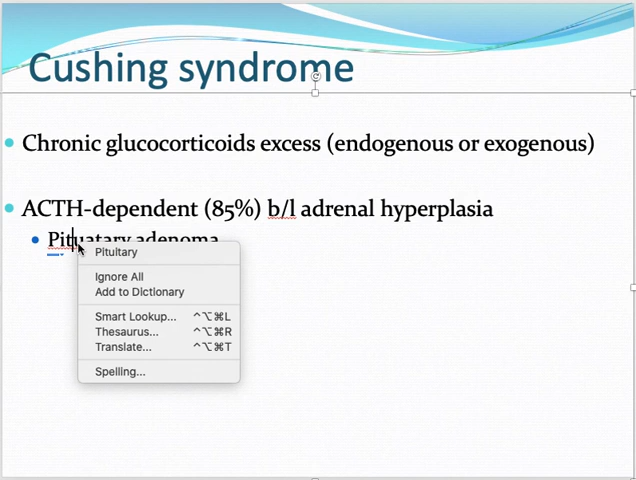 Cushing syndrome
Chronic glucocorticoids excess (endogenous or exogenous)
ACTH-dependent (85%) b/l adrenal hyperplasia
Pituatary adenoma
Pituitary
Ignore All
Add to Dictionary
Smart Lookup... ^⌥⌘L
Thesaurus... ^⌥⌘R
Translate... ^⌥⌘T
Spelling...